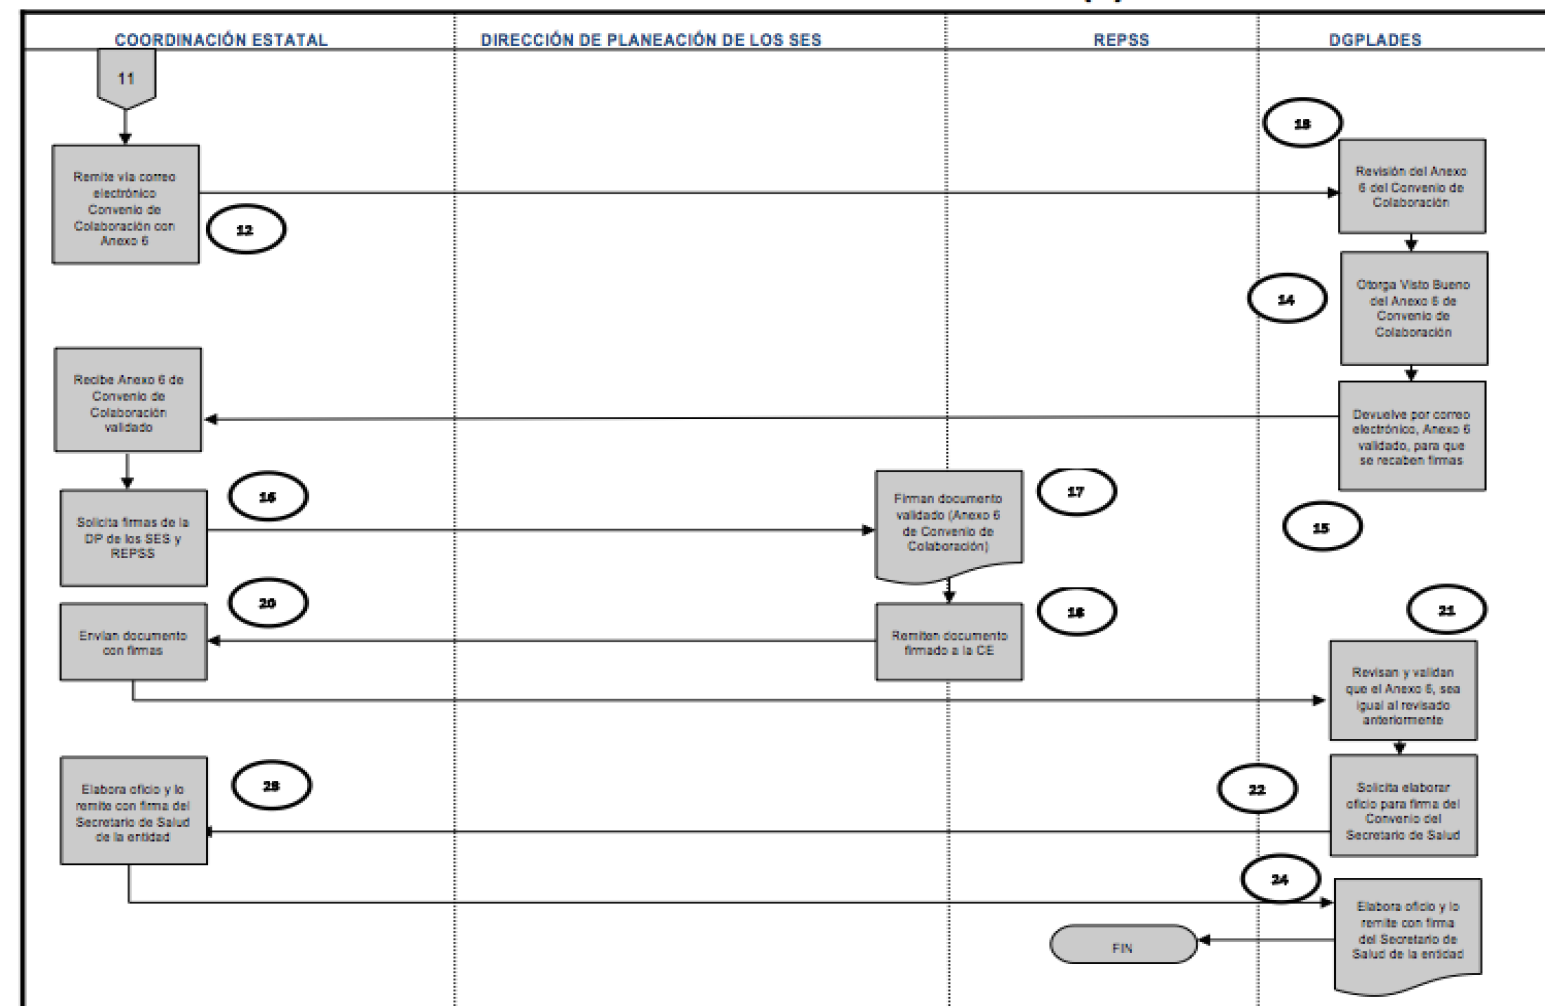 COORDINACIÓN ESTATAL
DIRECCIÓN DE PLANEACIÓN DE LOS SES
REPSS
DGPLADES
11
Remite vía correo
electrónico
Convenio de
Colaboración con
Anexo 6
12
13
Revisión del Anexo
6 del Convenio de
Colaboración
14
Otorga Visto Bueno
del Anexo 6 de
Convenio de
Colaboración
Recibe Anexo 6 de
Convenio de
Colaboración
validado
Devuelve por correo
electrónico, Anexo 6
validado, para que
se recaben firmas
15
16
Solicita firmas de la
DP de los SES y
REPSS
Firman documento
validado (Anexo 6
de Convenio de
Colaboración)
17
20
Envían documento
con firmas
Remiten documento
firmado a la CE
18
21
Revisan y validan
que el Anexo 6, sea
igual al revisado
anteriormente
22
Solicita elaborar
oficio para firma del
Convenio del
Secretario de Salud
Elabora oficio y lo
remite con firma del
Secretario de Salud
de la entidad
23
24
Elabora oficio y lo
remite con firma
del Secretario de
Salud de la entidad
FIN